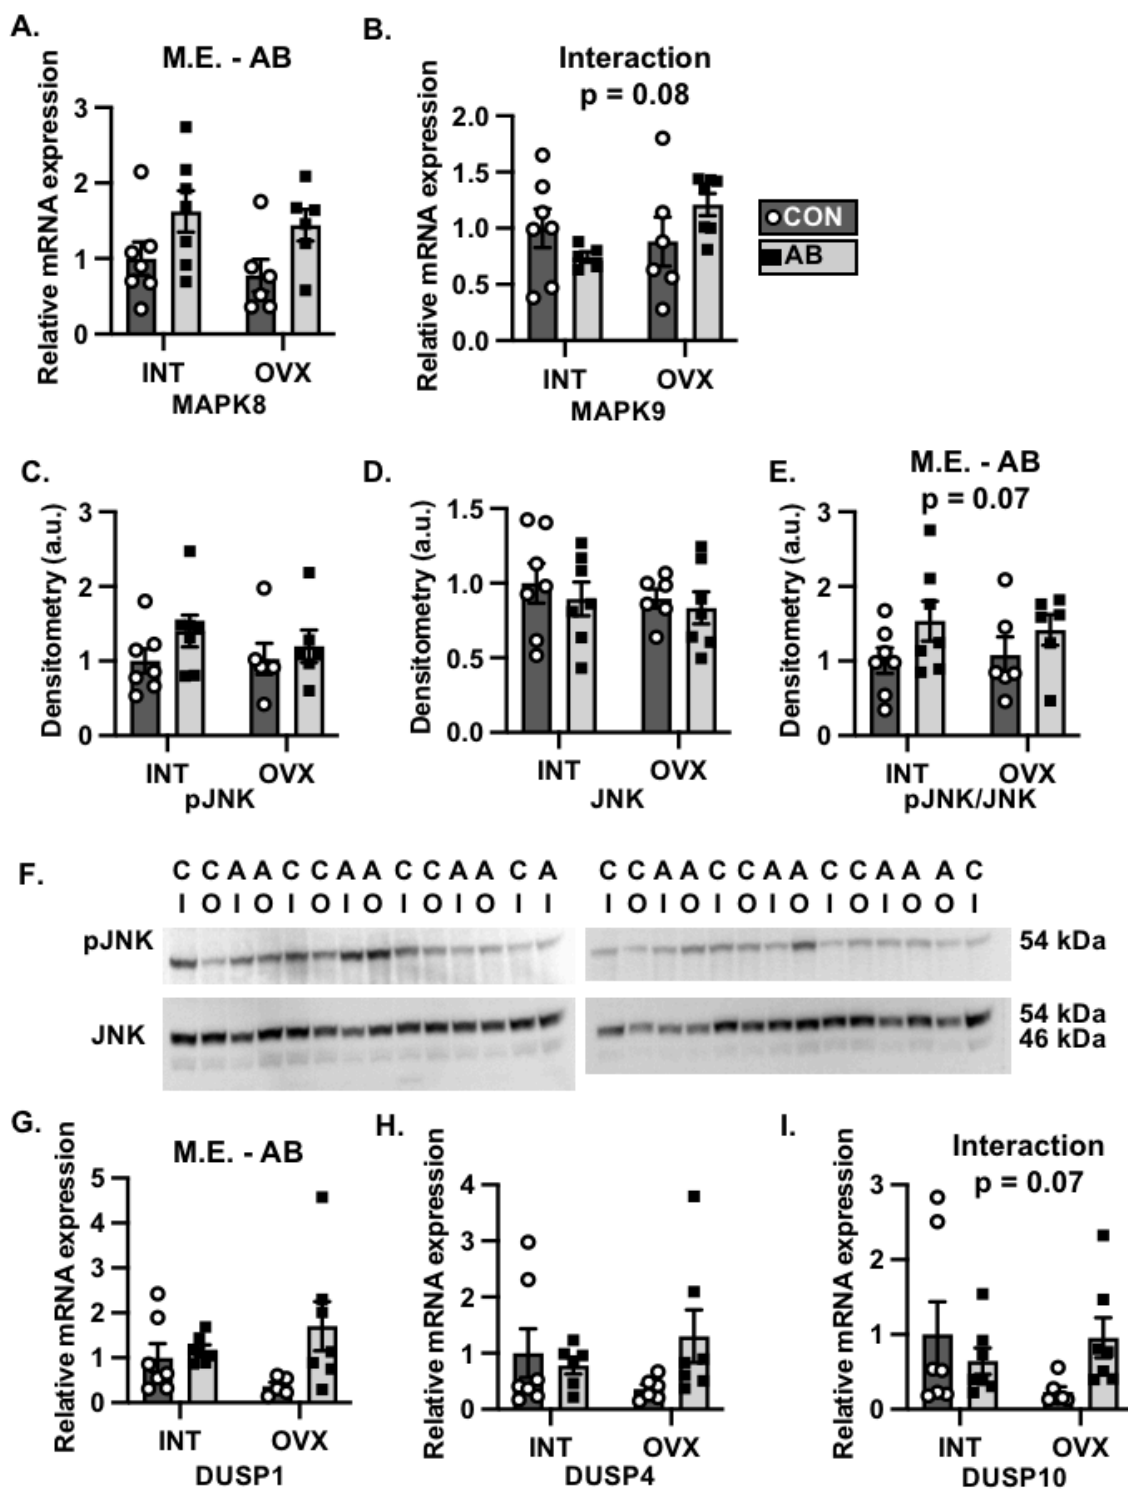 A.
M.E. - AB
Relative mRNA expression
3
2
1
0
INT OVX
MAPK8
B.
Interaction
p = 0.08
Relative mRNA expression
2.0
1.5
1.0
0.5
0.0
INT OVX
MAPK9
CON
AB
C.
Densitometry (a.u.)
3
2
1
0
INT OVX
pJNK
D.
Densitometry (a.u.)
1.5
1.0
0.5
0.0
INT OVX
JNK
E.
M.E. - AB
p = 0.07
Densitometry (a.u.)
3
2
1
0
INT OVX
pJNK/JNK
F.
C C A A C C A A C C A A C A
I O I O I O I O I O I O I I
C C A A C C A A C C A A A C
I O I O I O I O I O I O O I
pJNK
54 kDa
JNK
54 kDa
46 kDa
G.
M.E. - AB
Relative mRNA expression
5
4
3
2
1
0
INT OVX
DUSP1
H.
Relative mRNA expression
4
3
2
1
0
INT OVX
DUSP4
I.
Interaction
p = 0.07
Relative mRNA expression
3
2
1
0
INT OVX
DUSP10